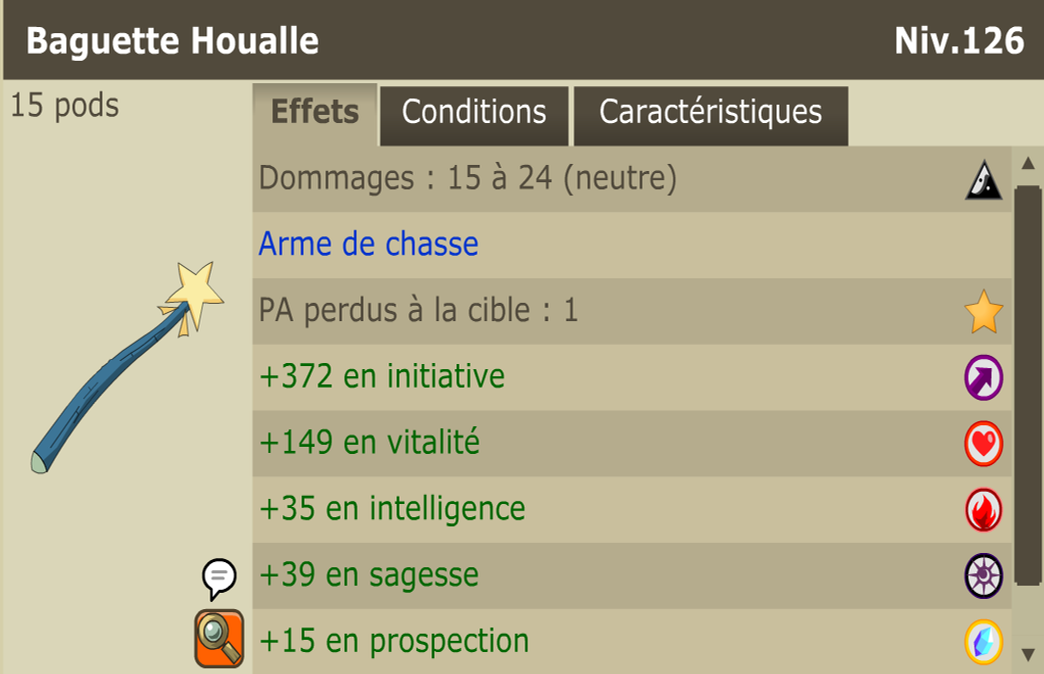 Baguette Houalle
Niv.126
15 pods
Effets
Conditions
Caractéristiques
Dommages : 15 à 24 (neutre)
Arme de chasse
PA perdus à la cible : 1
+372 en initiative
+149 en vitalité
+35 en intelligence
+39 en sagesse
+15 en prospection